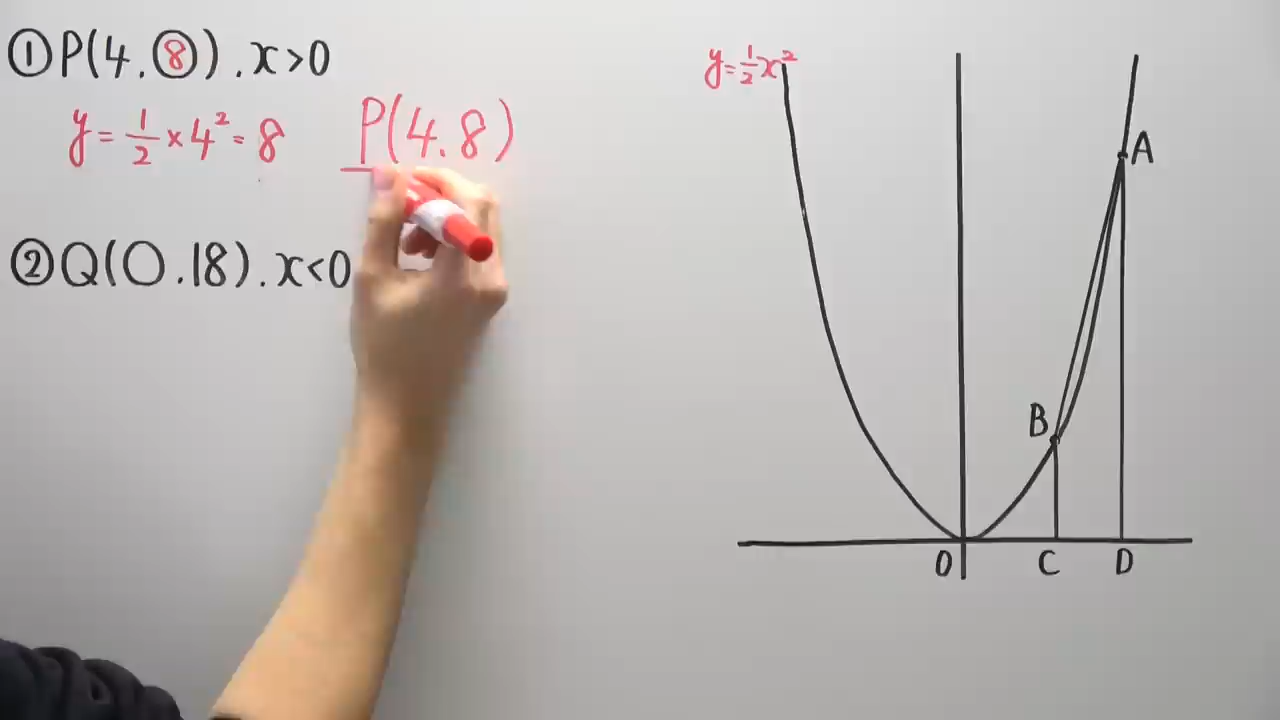 ①P(4.⑧).x>0
y=1/2×4²=8 P(4.8)
②Q(○.18).x<0
y=1/2x²
A
B
O C D